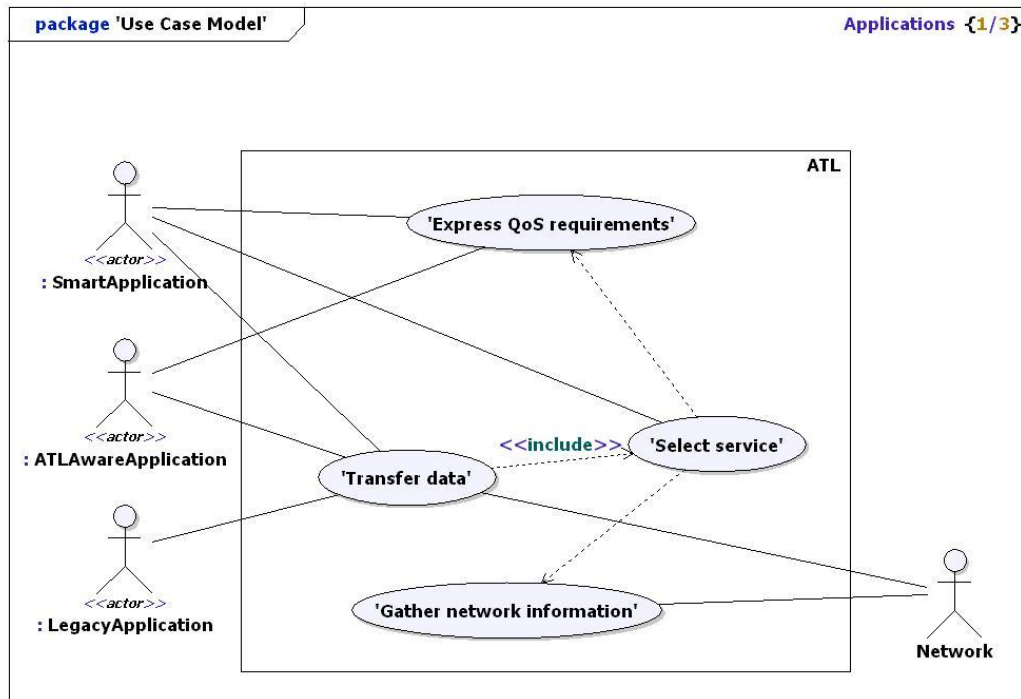 package 'Use Case Model'
Applications {1/3}
ATL
'Express QoS requirements'
<<actor>>
: SmartApplication
<<actor>>
: ATLAwareApplication
<<include>>
'Select service'
'Transfer data'
<<actor>>
: LegacyApplication
'Gather network information'
Network